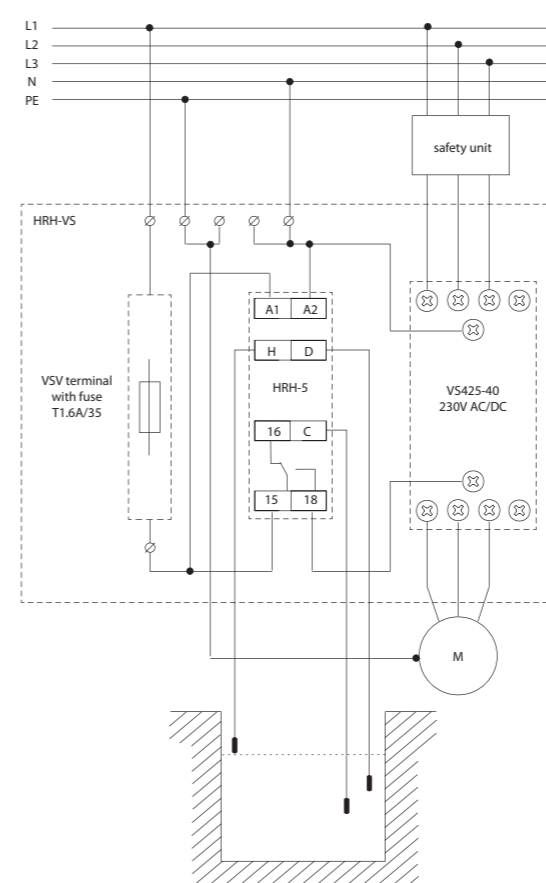 L1
L2
L3
N
PE
safety unit
HRH-VS
A1 A2
H D
VSV terminal
with fuse
T1.6A/35
HRH-5
VS425-40
230V AC/DC
16 C
15 18
M